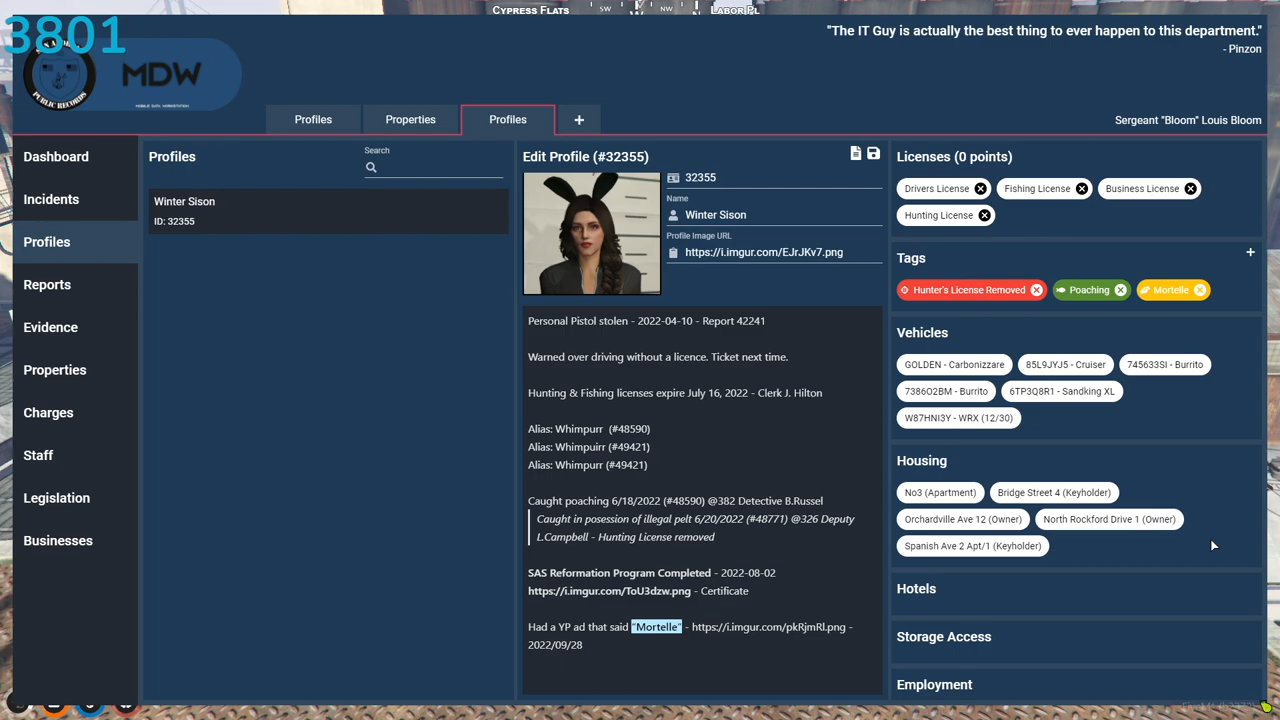 CYPRESS FLATS
SW
NW
LABOR PL
3801
"The IT Guy is actually the best thing to ever happen to this department."
- Pinzon
PUBLIC RECORDS
MDW
MOBILE DATA WORKSTATION
Profiles
Properties
Profiles
+
Sergeant "Bloom" Louis Bloom
Dashboard
Incidents
Profiles
Reports
Evidence
Properties
Charges
Staff
Legislation
Businesses
Profiles
Search
Winter Sison
ID: 32355
Edit Profile (#32355)
32355
Name
Winter Sison
Profile Image URL
https://i.imgur.com/EJrJKv7.png
Personal Pistol stolen - 2022-04-10 - Report 42241
Warned over driving without a licence. Ticket next time.
Hunting & Fishing licenses expire July 16, 2022 - Clerk J. Hilton
Alias: Whimpurr (#48590)
Alias: Whimpuirr (#49421)
Alias: Whimpurr (#49421)
Caught poaching 6/18/2022 (#48590) @382 Detective B.Russel
Caught in posession of illegal pelt 6/20/2022 (#48771) @326 Deputy
L.Campbell - Hunting License removed
SAS Reformation Program Completed - 2022-08-02
https://i.imgur.com/ToU3dzw.png - Certificate
Had a YP ad that said “Mortelle” - https://i.imgur.com/pkRjmRl.png -
2022/09/28
Licenses (0 points)
Drivers License
Fishing License
Business License
Hunting License
Tags
+
Hunter's License Removed
Poaching
Mortelle
Vehicles
GOLDEN - Carbonizzare
85L9JYJ5 - Cruiser
745633SI - Burrito
7386O2BM - Burrito
6TP3Q8R1 - Sandking XL
W87HNI3Y - WRX (12/30)
Housing
No3 (Apartment)
Bridge Street 4 (Keyholder)
Orchardville Ave 12 (Owner)
North Rockford Drive 1 (Owner)
Spanish Ave 2 Apt/1 (Keyholder)
Hotels
Storage Access
Employment